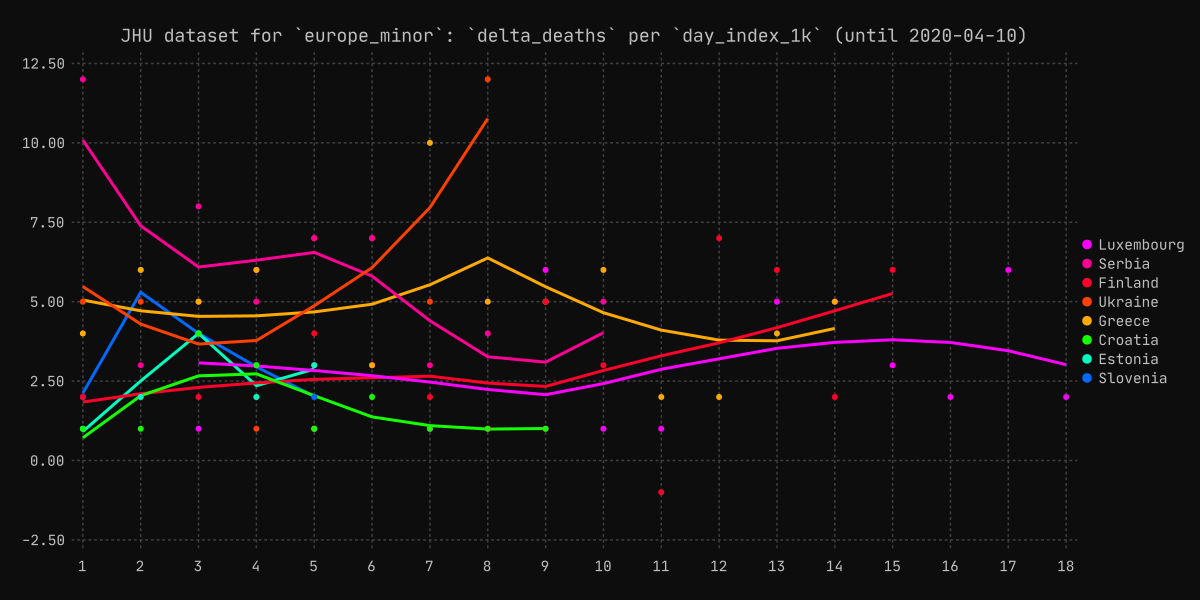 JHU dataset for `europe_minor`: `delta_deaths` per `day_index_1k` (until 2020-04-10)
12.50
10.00
7.50
5.00
2.50
0.00
-2.50
1 2 3 4 5 6 7 8 9 10 11 12 13 14 15 16 17 18
Luxembourg
Serbia
Finland
Ukraine
Greece
Croatia
Estonia
Slovenia